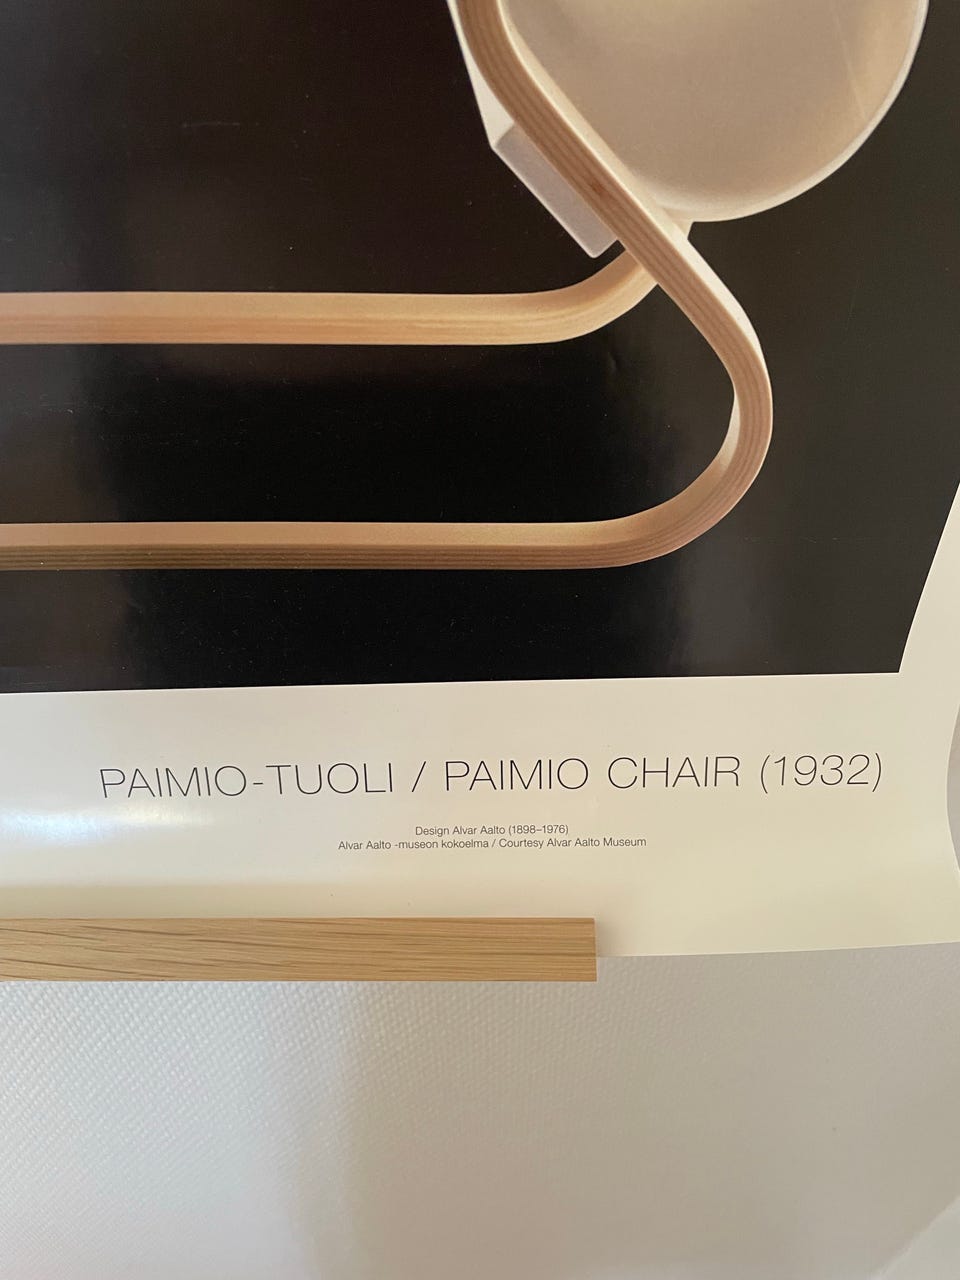 PAIMIO-TUOLI / PAIMIO CHAIR (1932)
Design Alvar Aalto (1898–1976)
Alvar Aalto -museon kokoelma / Courtesy Alvar Aalto Museum